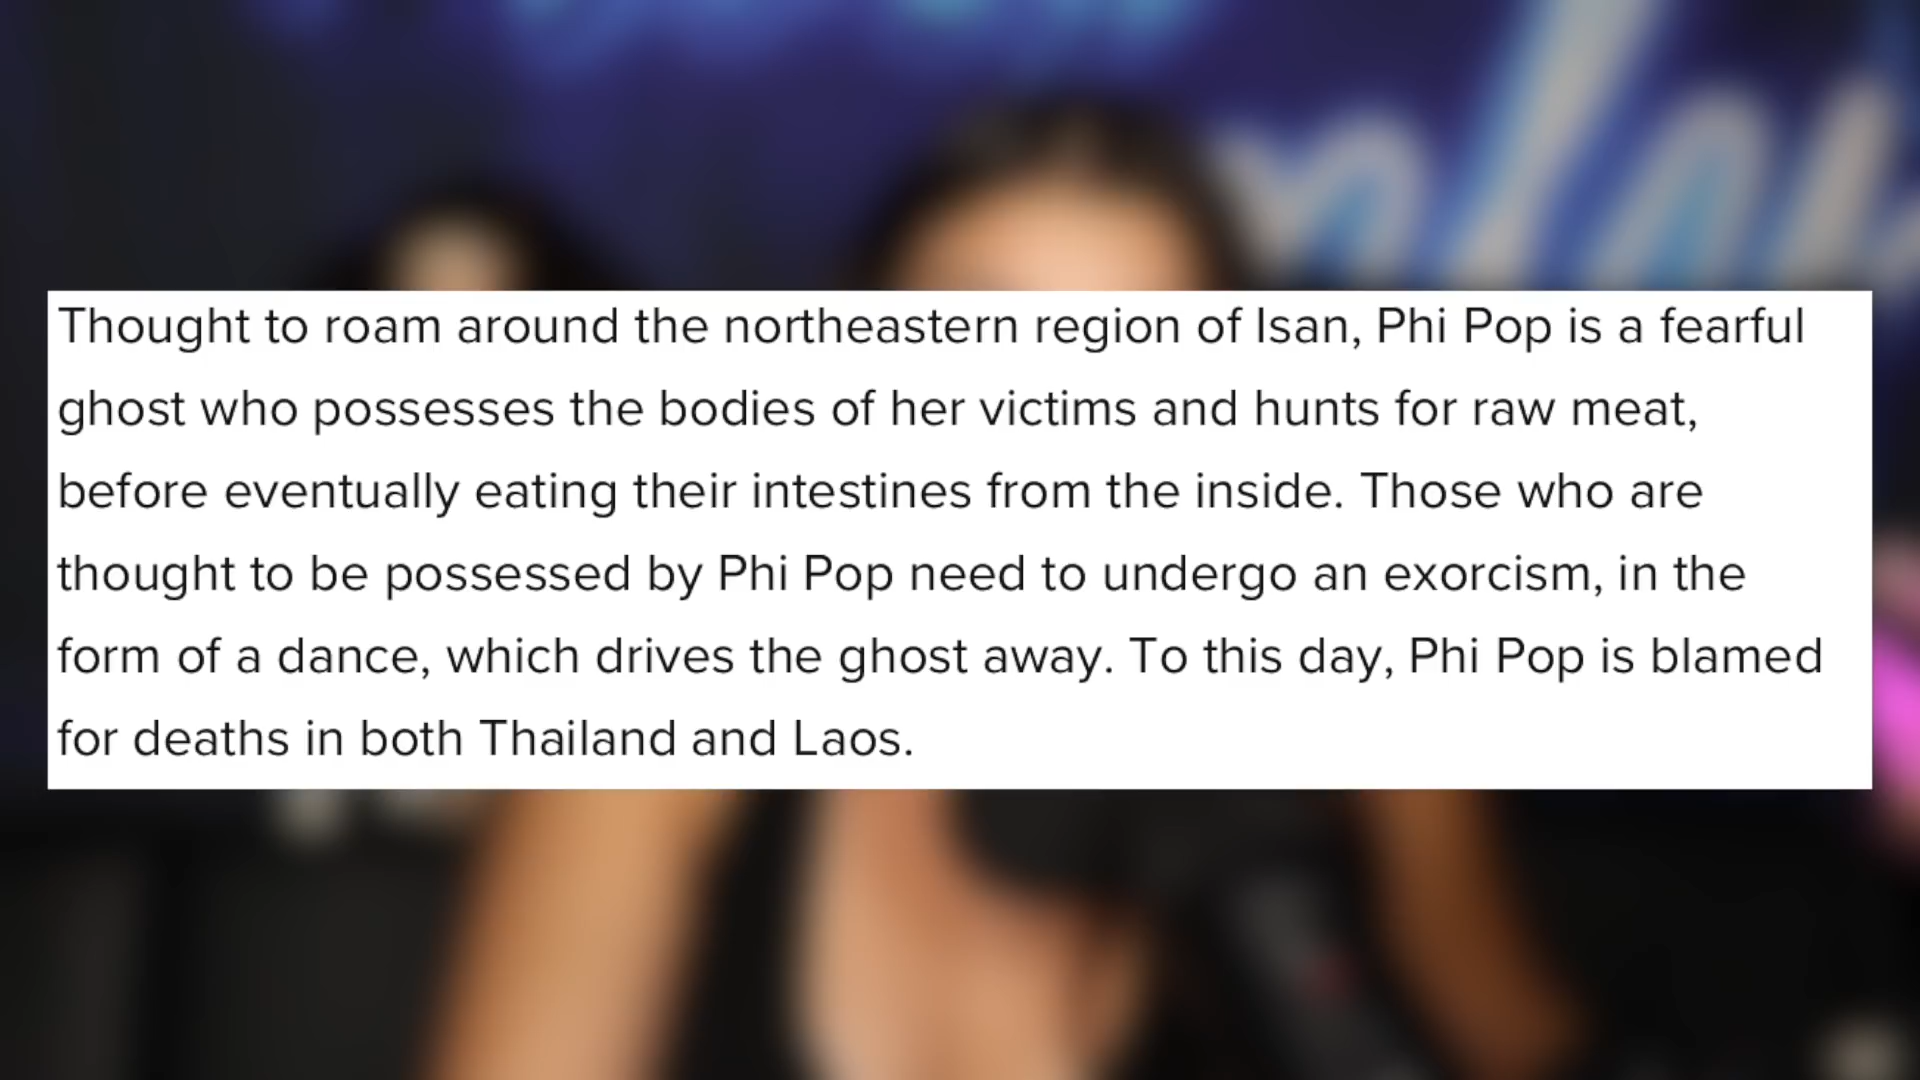 Thought to roam around the northeastern region of Isan, Phi Pop is a fearful
ghost who possesses the bodies of her victims and hunts for raw meat,
before eventually eating their intestines from the inside. Those who are
thought to be possessed by Phi Pop need to undergo an exorcism, in the
form of a dance, which drives the ghost away. To this day, Phi Pop is blamed
for deaths in both Thailand and Laos.